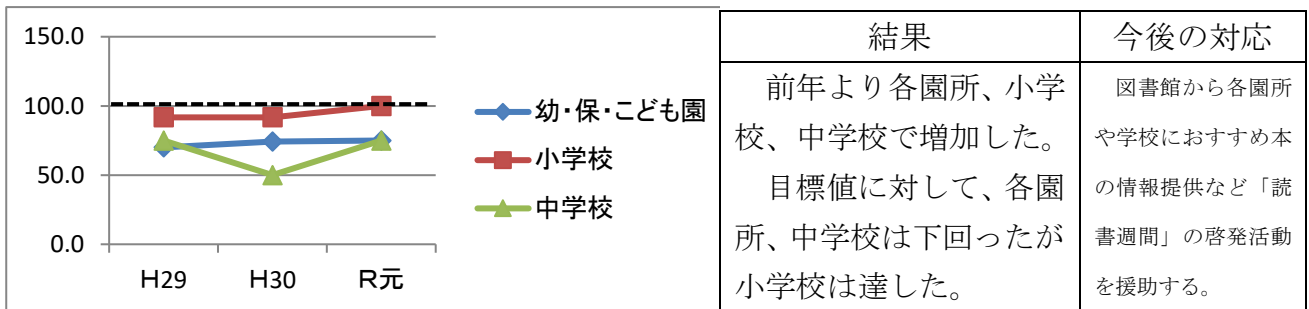 150.0
100.0
50.0
0.0
H29
H30
R元
幼・保・こども園
小学校
中学校
結果
前年より各園所、小学
校、中学校で増加した。
目標値に対して、各園
所、中学校は下回ったが
小学校は達した。
今後の対応
図書館から各園所
や学校におすすめ本
の情報提供など「読
書週間」の啓発活動
を援助する。